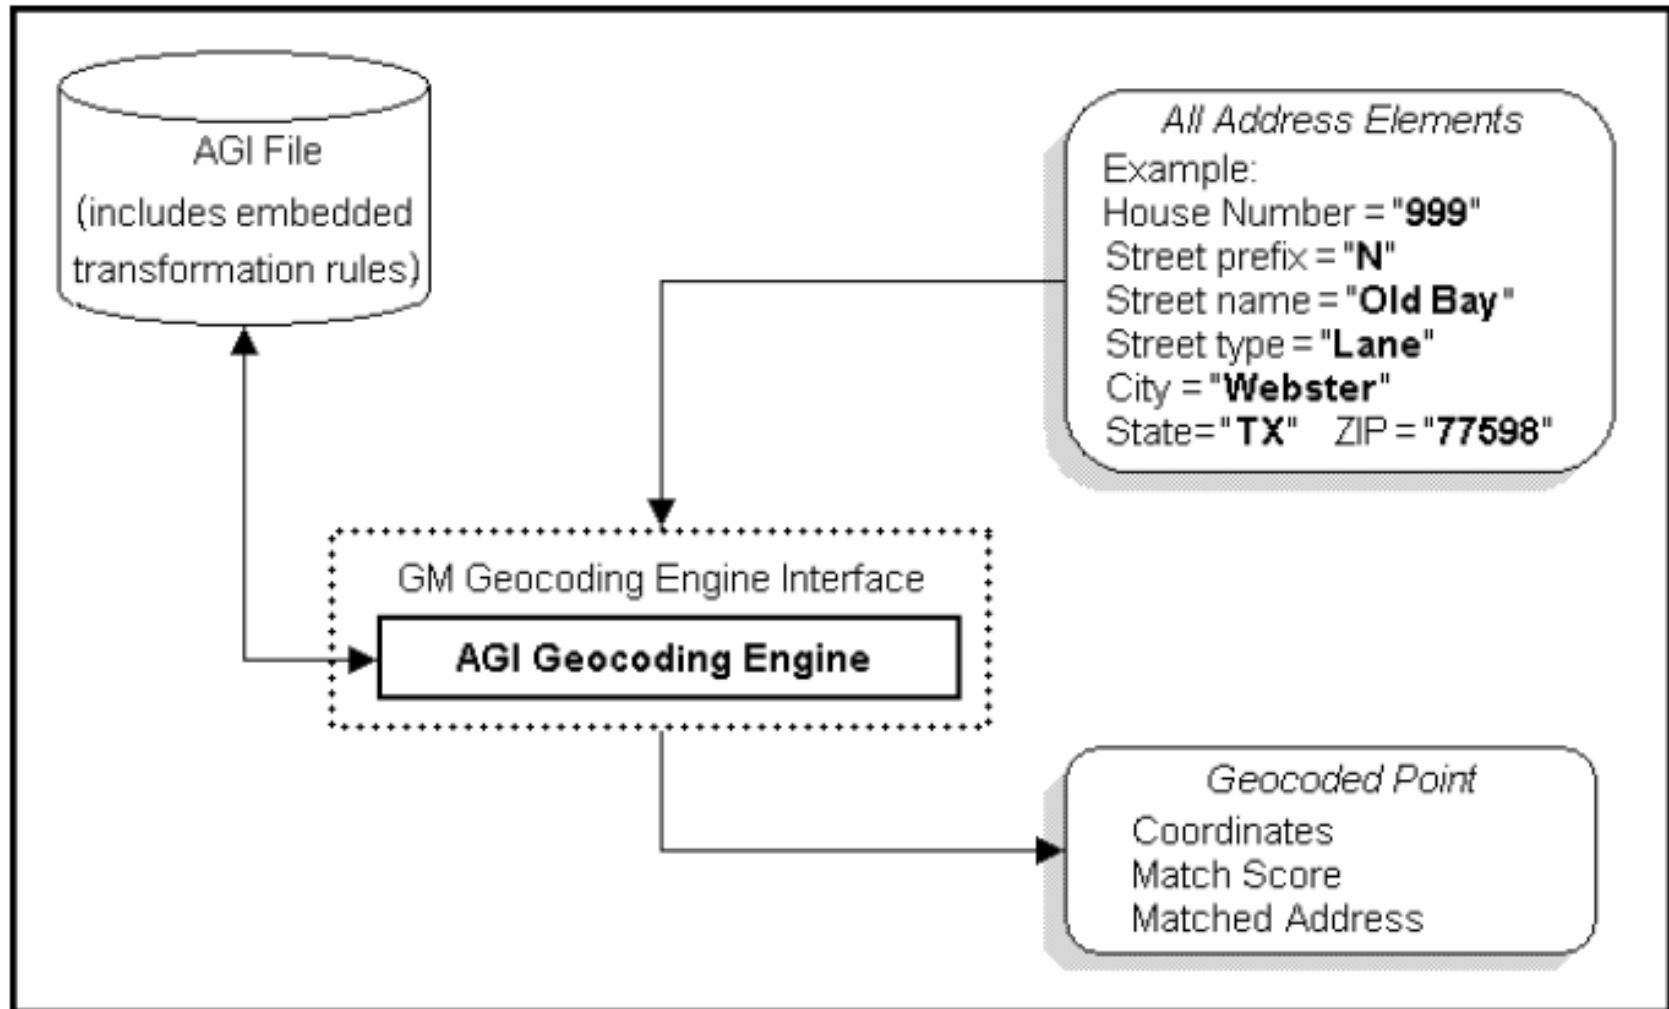 AGI File
(includes embedded
transformation rules)
All Address Elements
Example:
House Number = "999"
Street prefix = "N"
Street name = "Old Bay"
Street type = "Lane"
City = "Webster"
State= "TX" ZIP = "77598"
GM Geocoding Engine Interface
AGI Geocoding Engine
Geocoded Point
Coordinates
Match Score
Matched Address